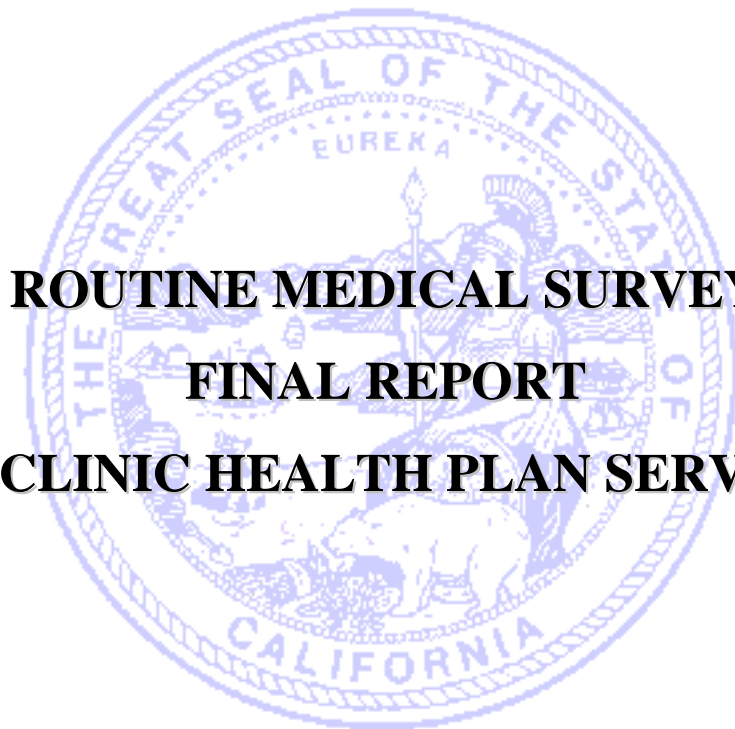 THE GREAT SEAL OF THE STATE OF
EUREKA
ROUTINE MEDICAL SURVEY
FINAL REPORT
CLINIC HEALTH PLAN SERV
CALIFORNIA